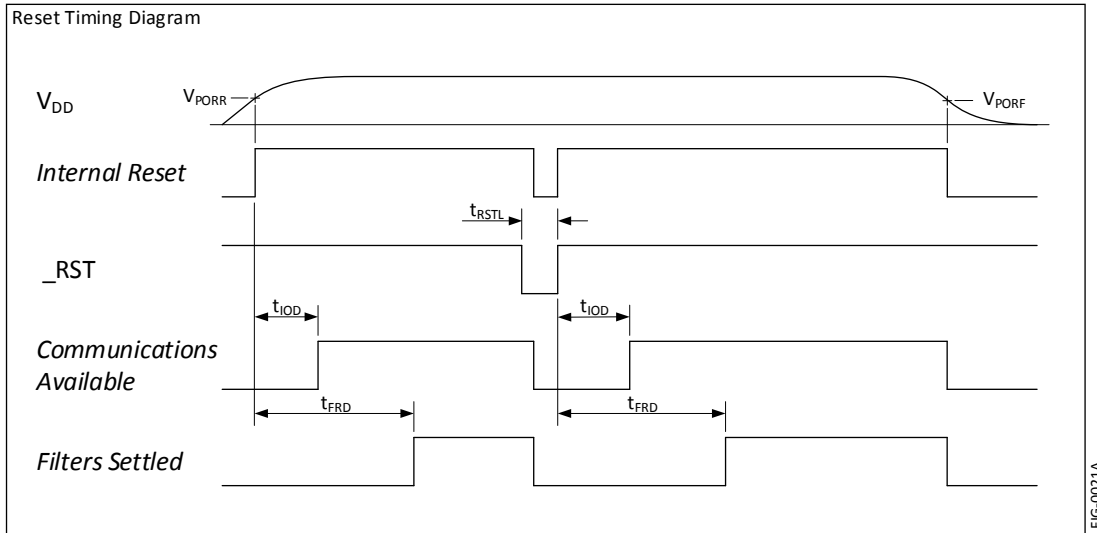 Reset Timing Diagram
VDD
VPORR
VPORF
Internal Reset
tRSTL
_RST
tIOD
tIOD
Communications
Available
tFRD
tFRD
Filters Settled
FIG-0021A